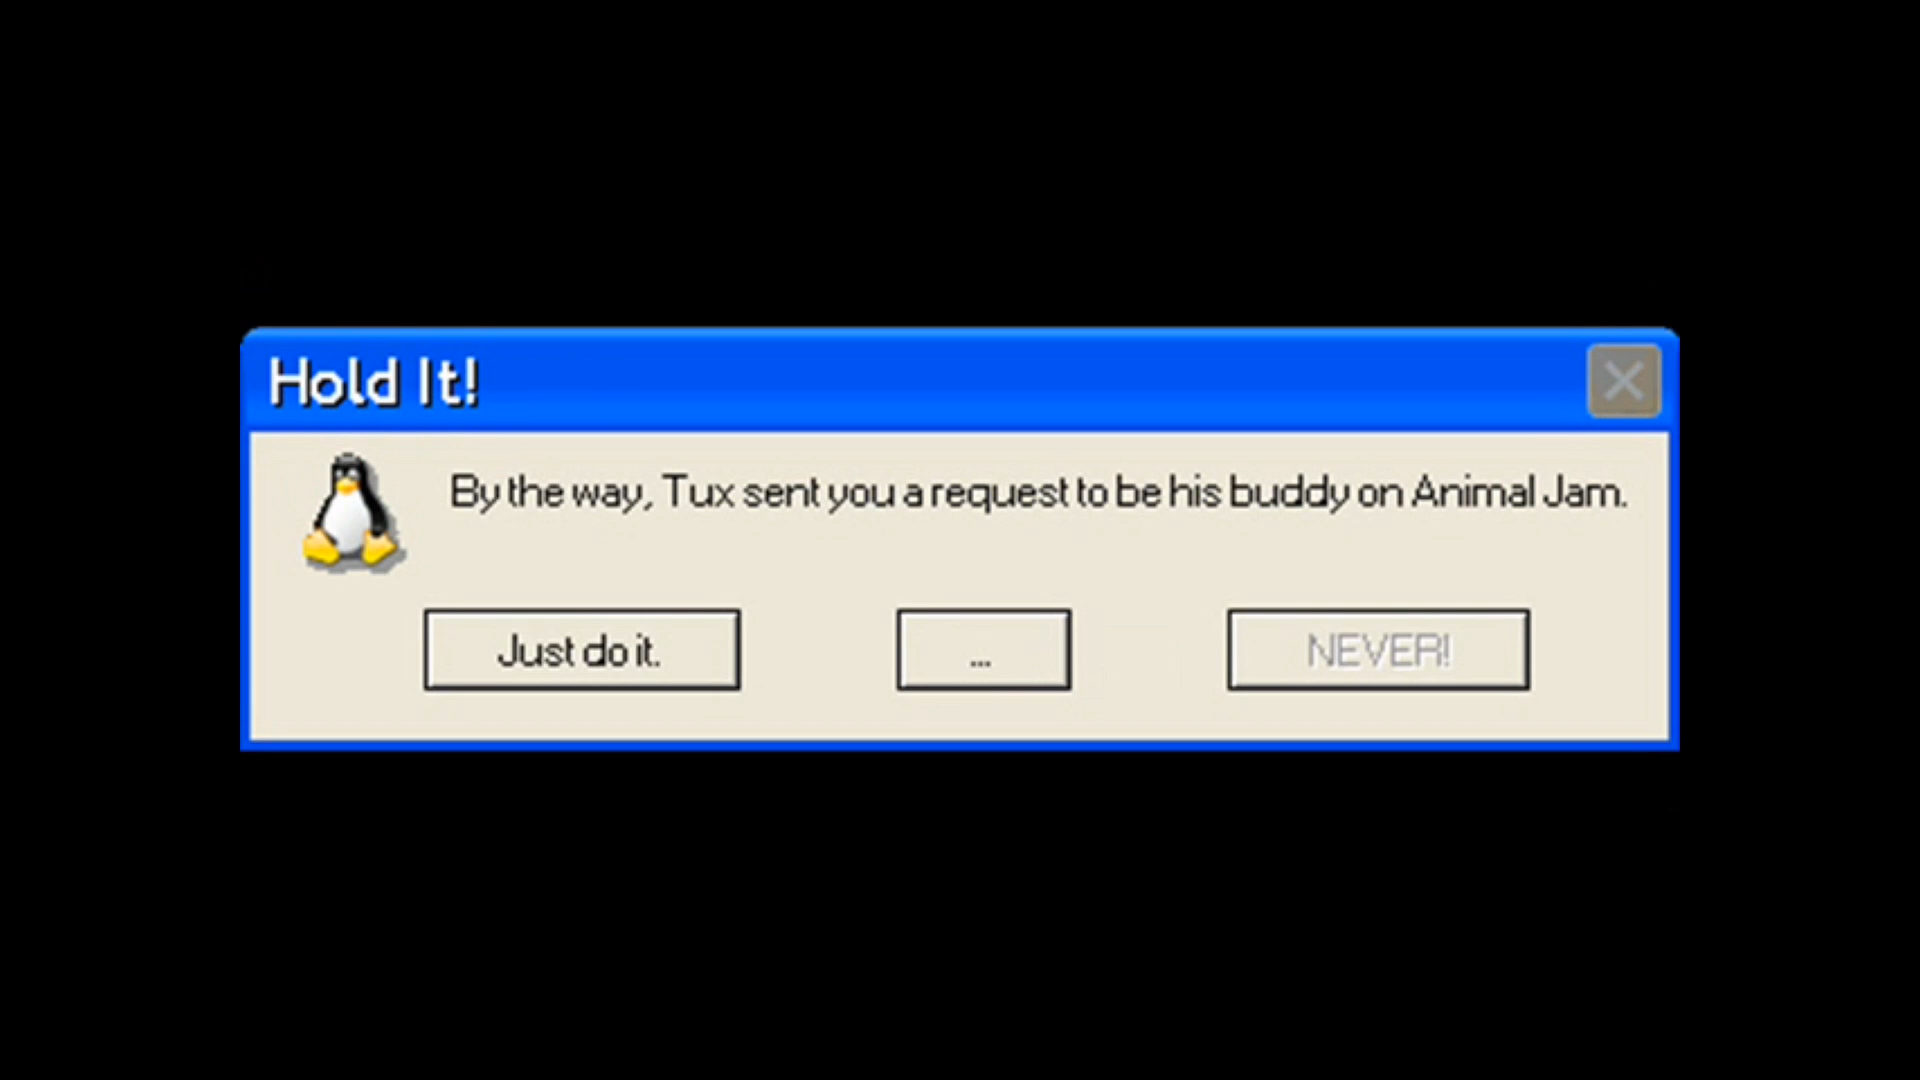 Hold It!
By the way, Tux sent you a request to be his buddy on Animal Jam.
Just do it.
...
NEVER!